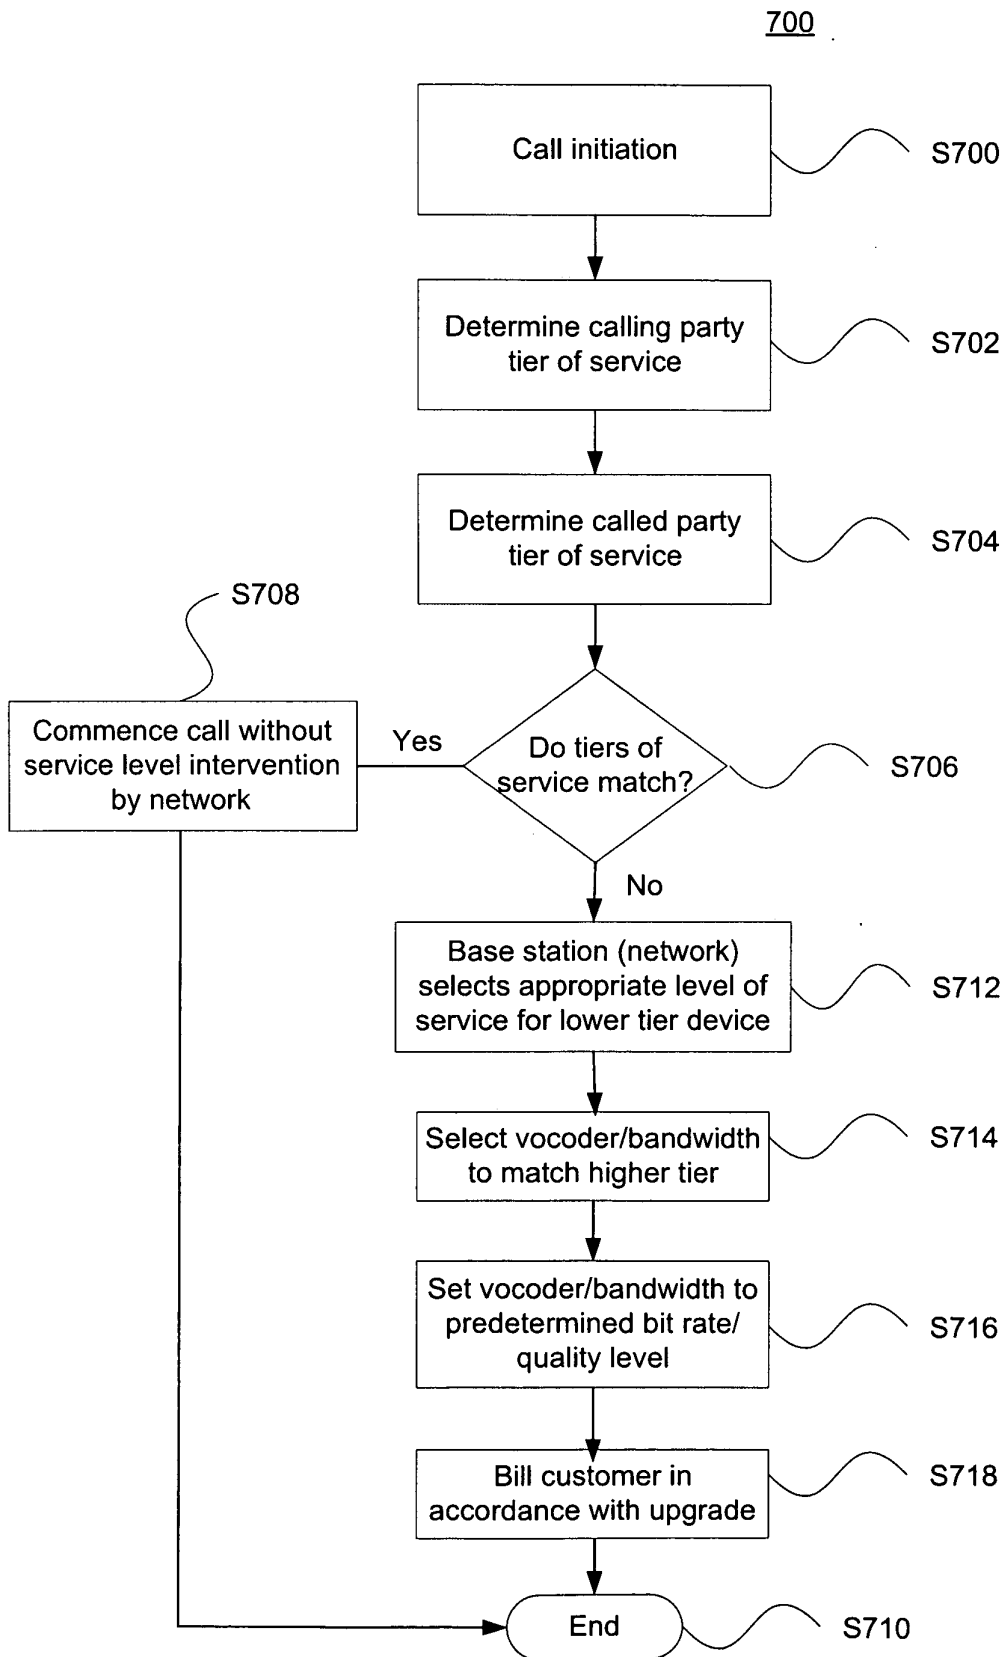 700
Call initiation
S700
Determine calling party
tier of service
S702
Determine called party
tier of service
S704
S708
Commence call without
service level intervention
by network
Yes
Do tiers of
service match?
S706
No
Base station (network)
selects appropriate level of
service for lower tier device
S712
Select vocoder/bandwidth
to match higher tier
S714
Set vocoder/bandwidth to
predetermined bit rate/
quality level
S716
Bill customer in
accordance with upgrade
S718
End
S710